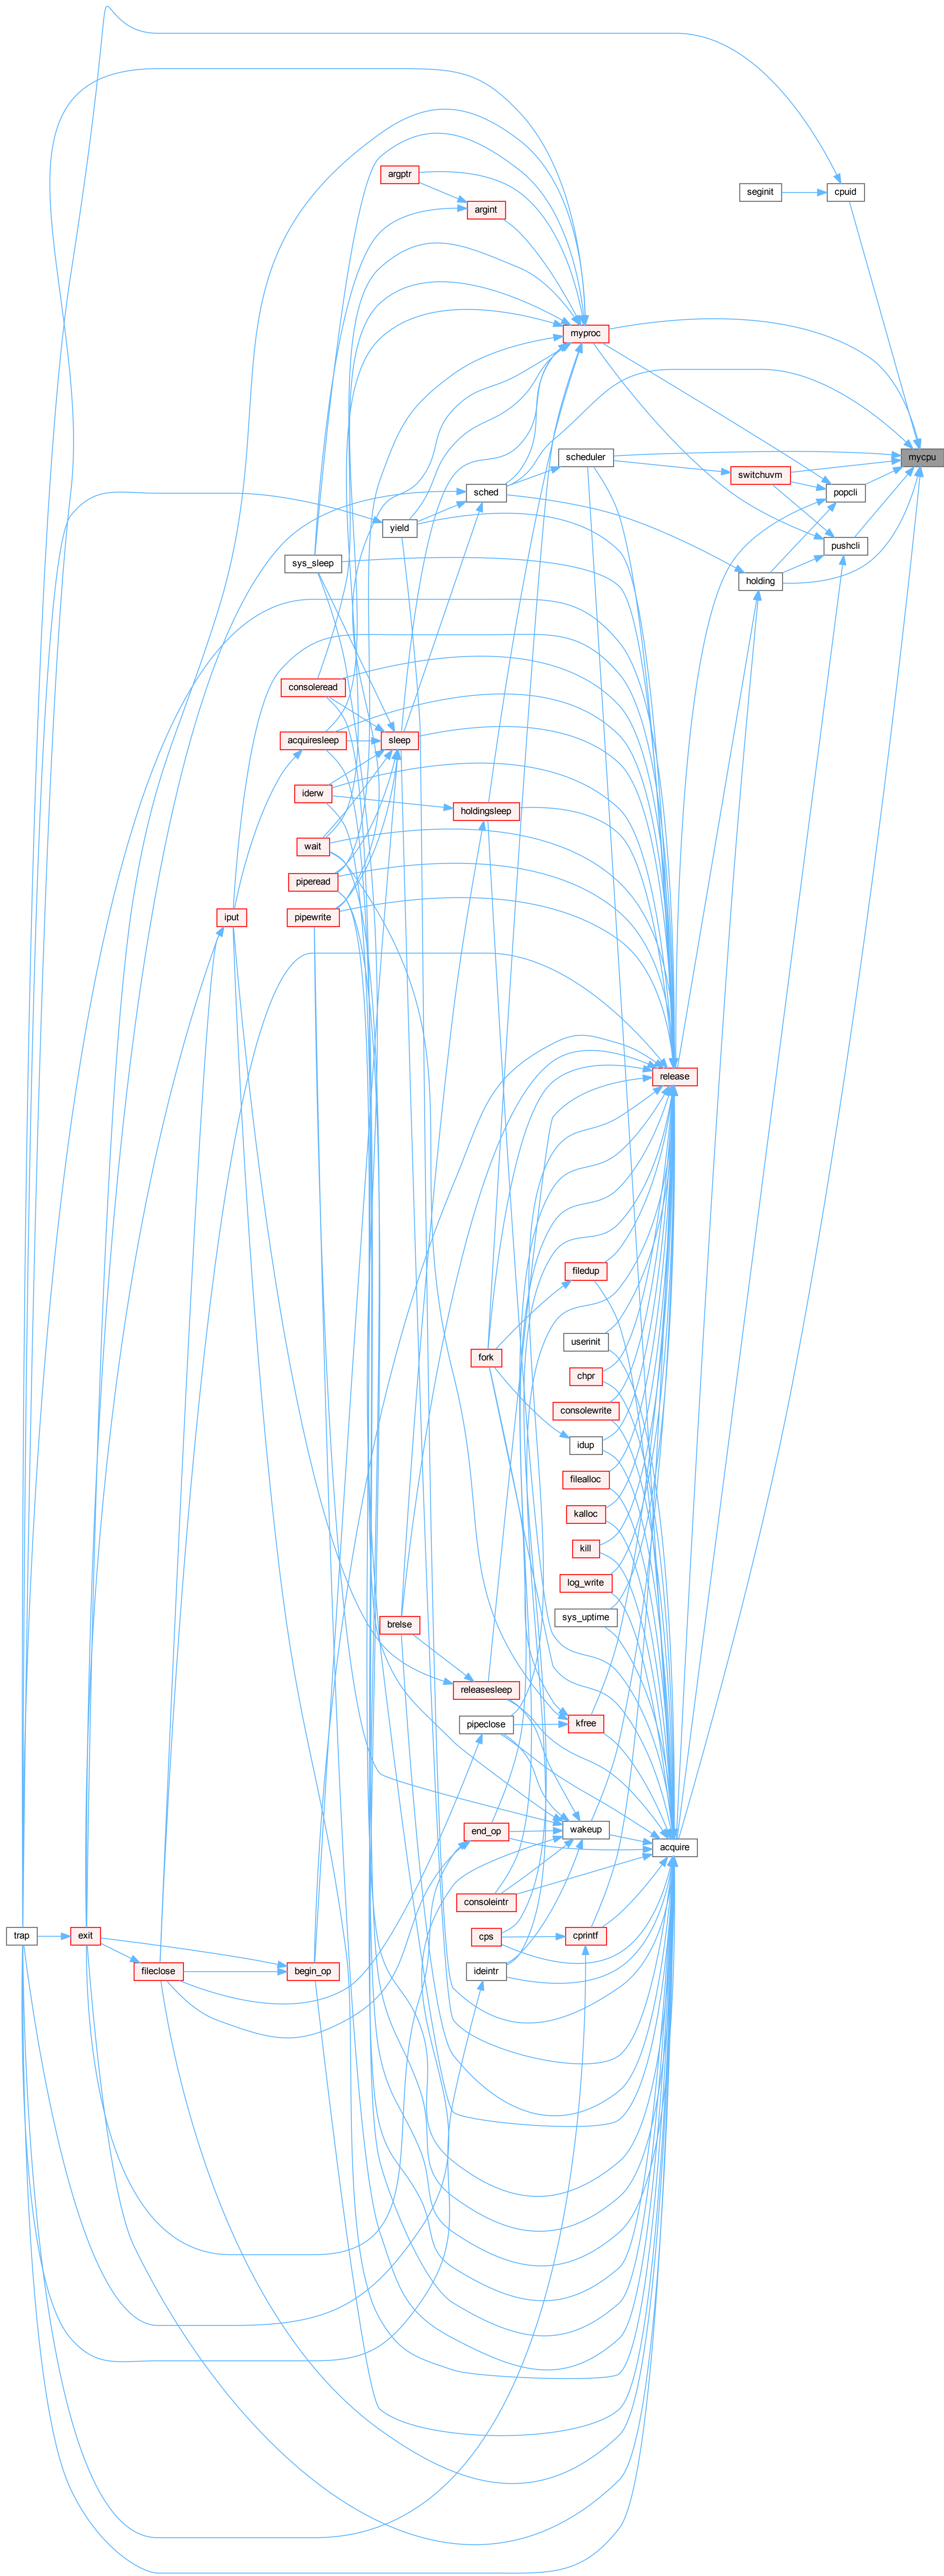 argptr
seginit
cpuid
argint
myproc
scheduler
mycpu
switchuvm
sched
popcli
yield
pushcli
sys_sleep
holding
consoleread
acquiresleep
sleep
iderw
holdingsleep
wait
piperead
iput
pipewrite
release
filedup
userinit
fork
chpr
consolewrite
idup
filealloc
kalloc
kill
log_write
sys_uptime
brelse
releasesleep
pipeclose
kfree
end_op
wakeup
acquire
consoleintr
trap
exit
cps
cprintf
fileclose
begin_op
ideintr